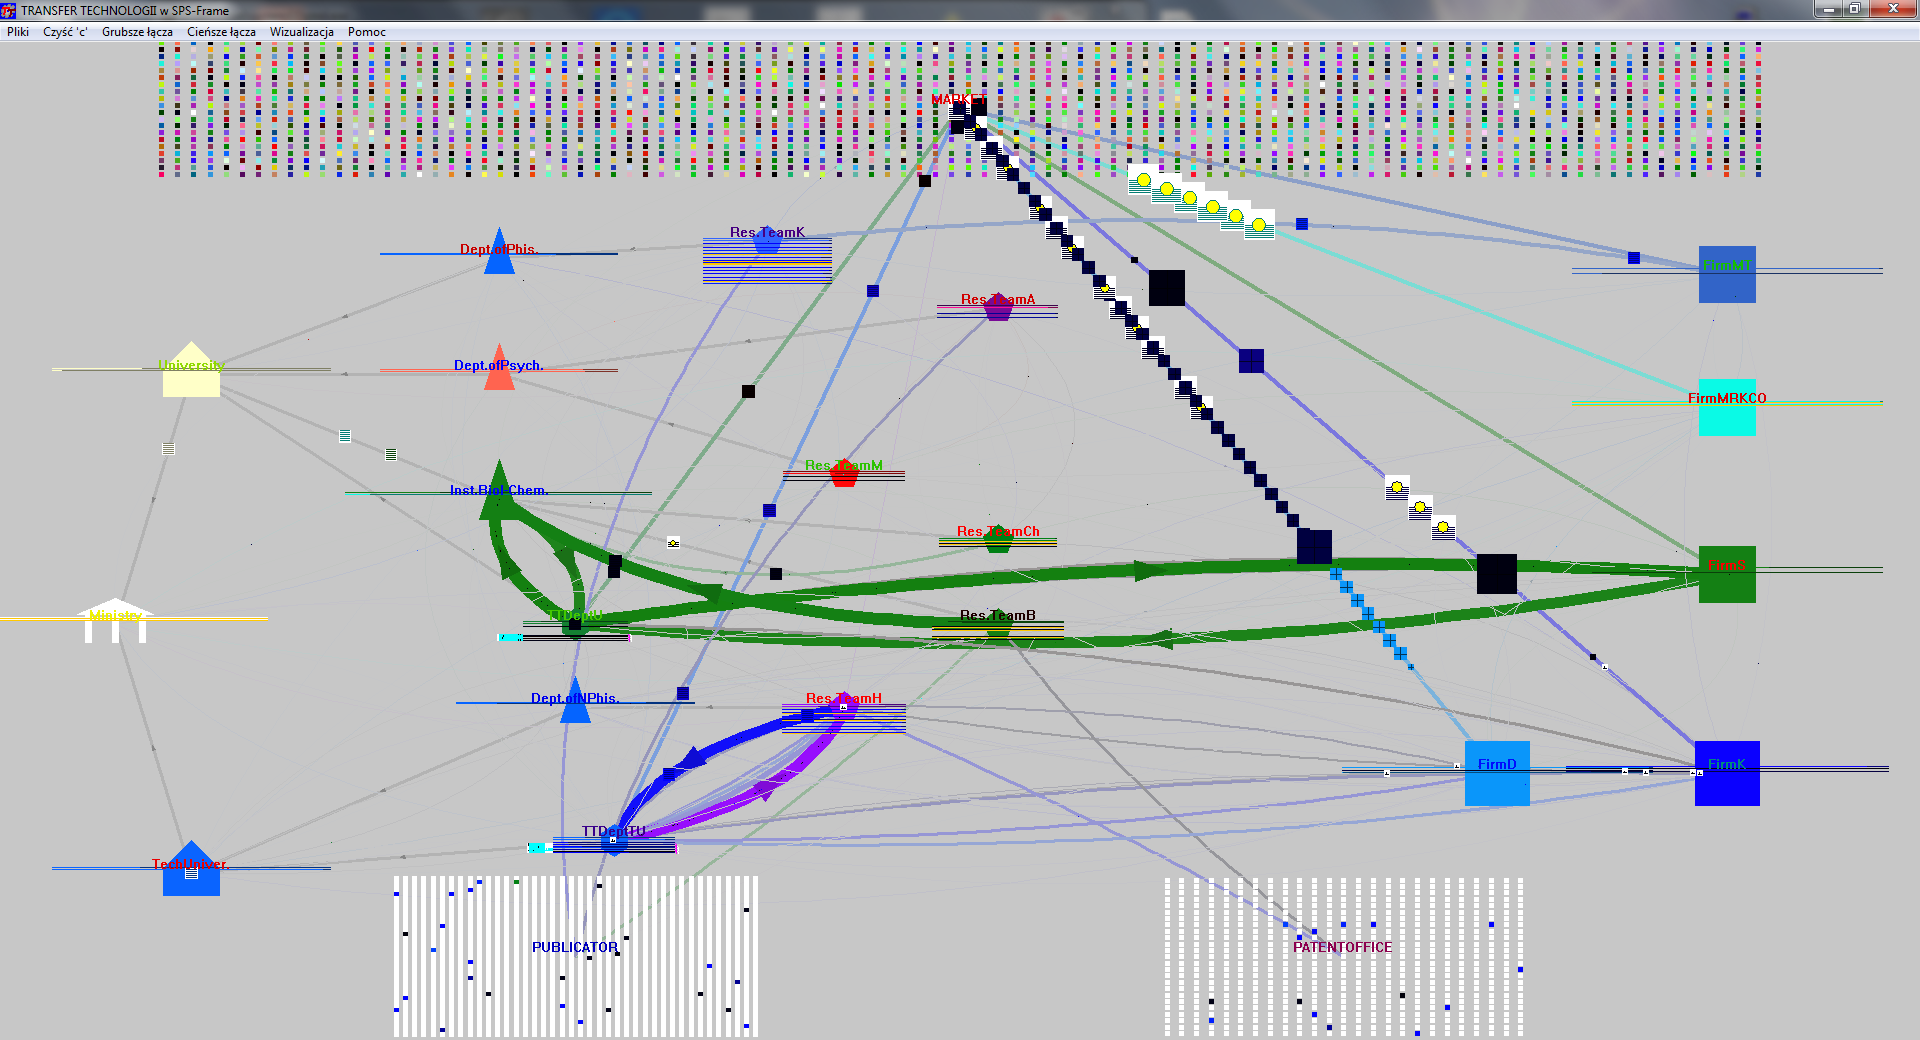 TRANSFER TECHNOLOGII w SPS-Frame
Pliki Czyść 'c' Grubsze łącza Cieńsze łącza Wizualizacja Pomoc
MARKET
Res.TeamK
Dept.ofPhis.
FirmMT
Res.TeamA
University
Dept.ofPsych.
FirmMRKCO
Res.TeamM
Inst.Biol-Chem.
Res.TeamCh
FirmS
Ministry
TTDeptU
Res.TeamB
Dept.ofNPhis.
Res.TeamH
FirmD
FirmK
TTDeptTU
TechUniver.
PUBLICATOR
PATENTOFFICE